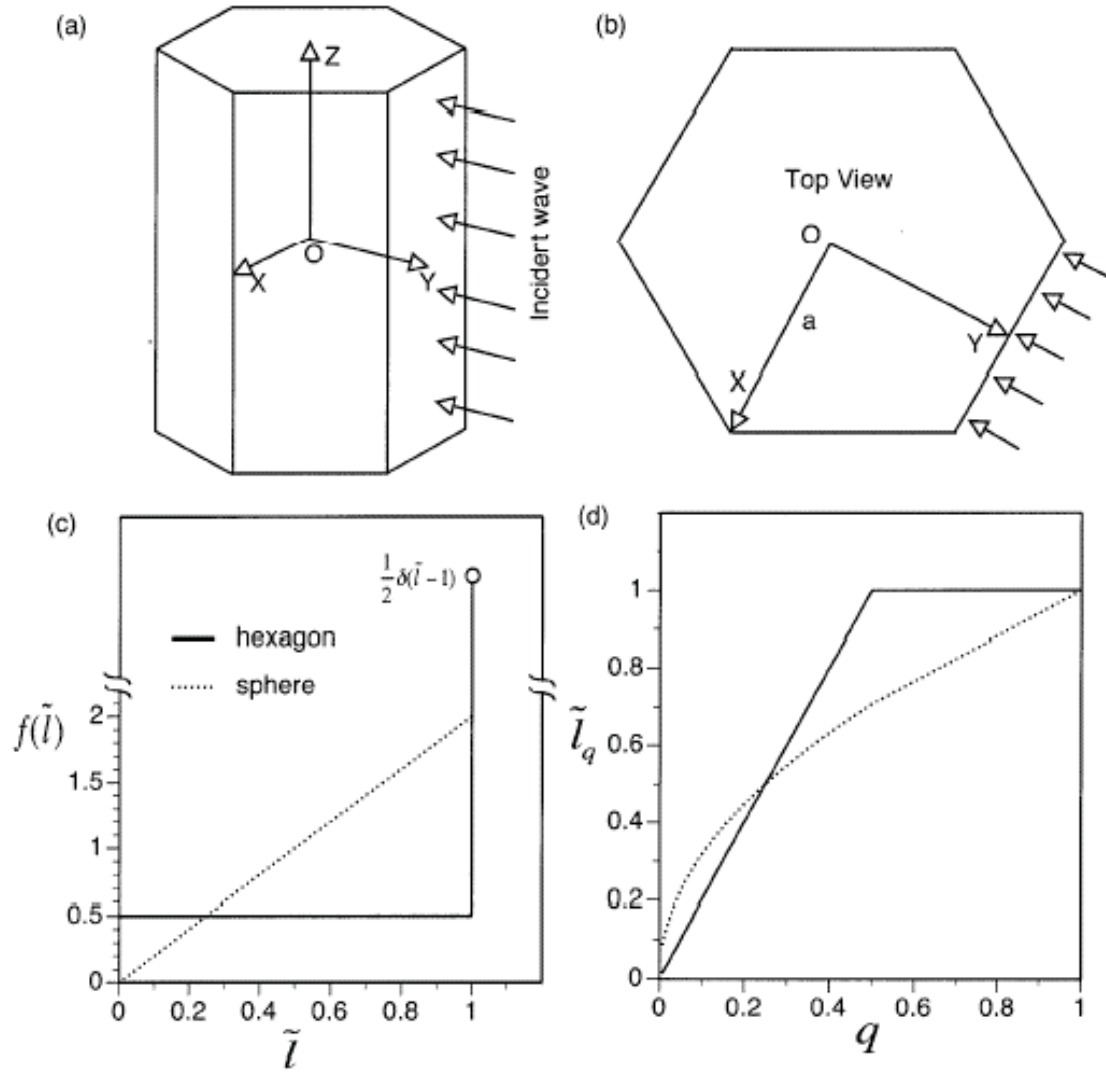 (a)
Z
O
X
Y
Incidert wave
(b)
Top View
O
a
X
Y
(c)
1/2 δ(l̃−1)
hexagon
sphere
f(l̃)
2
1.5
1
0.5
0
0 0.2 0.4 0.6 0.8 1
l̃
(d)
1
0.8
0.6
0.4
0.2
0
l̃q
0 0.2 0.4 0.6 0.8 1
q